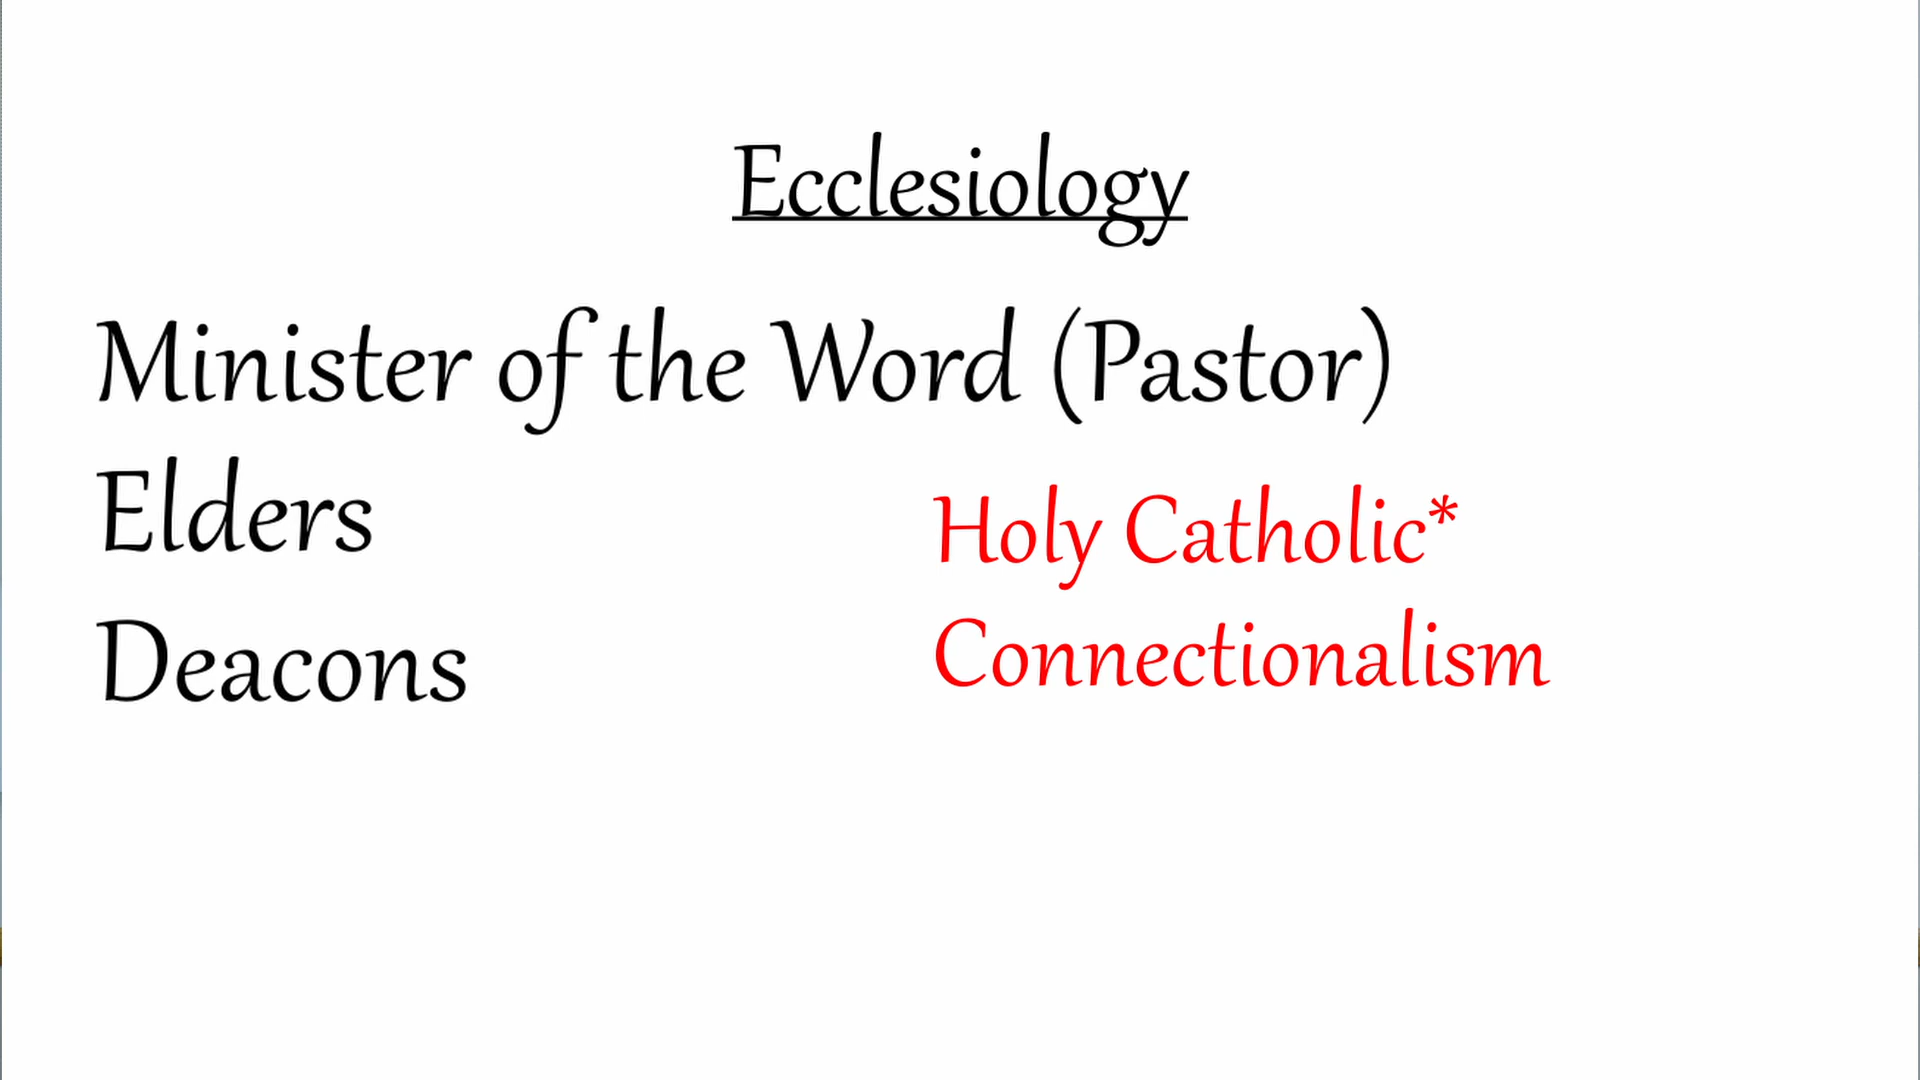 Ecclesiology
Minister of the Word (Pastor)
Elders
Deacons
Holy Catholic*
Connectionalism